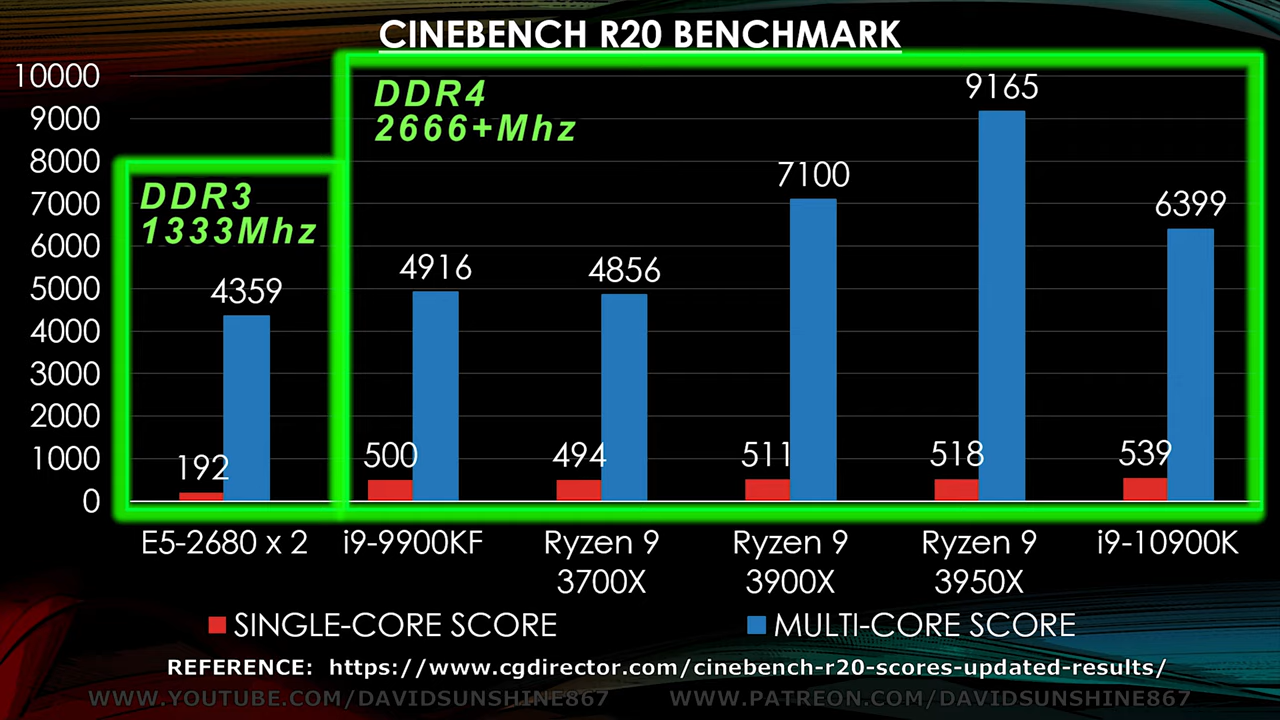 CINEBENCH R20 BENCHMARK
10000
9000
8000
7000
6000
5000
4000
3000
2000
1000
0
DDR3
1333Mhz
DDR4
2666+Mhz
192
4359
500
4916
494
4856
511
7100
518
9165
539
6399
E5-2680 x 2
i9-9900KF
Ryzen 9
3700X
Ryzen 9
3900X
Ryzen 9
3950X
i9-10900K
SINGLE-CORE SCORE
MULTI-CORE SCORE
REFERENCE: https://www.cgdirector.com/cinebench-r20-scores-updated-results/
WWW.YOUTUBE.COM/DAVIDSUNSHINE867
WWW.PATREON.COM/DAVIDSUNSHINE867